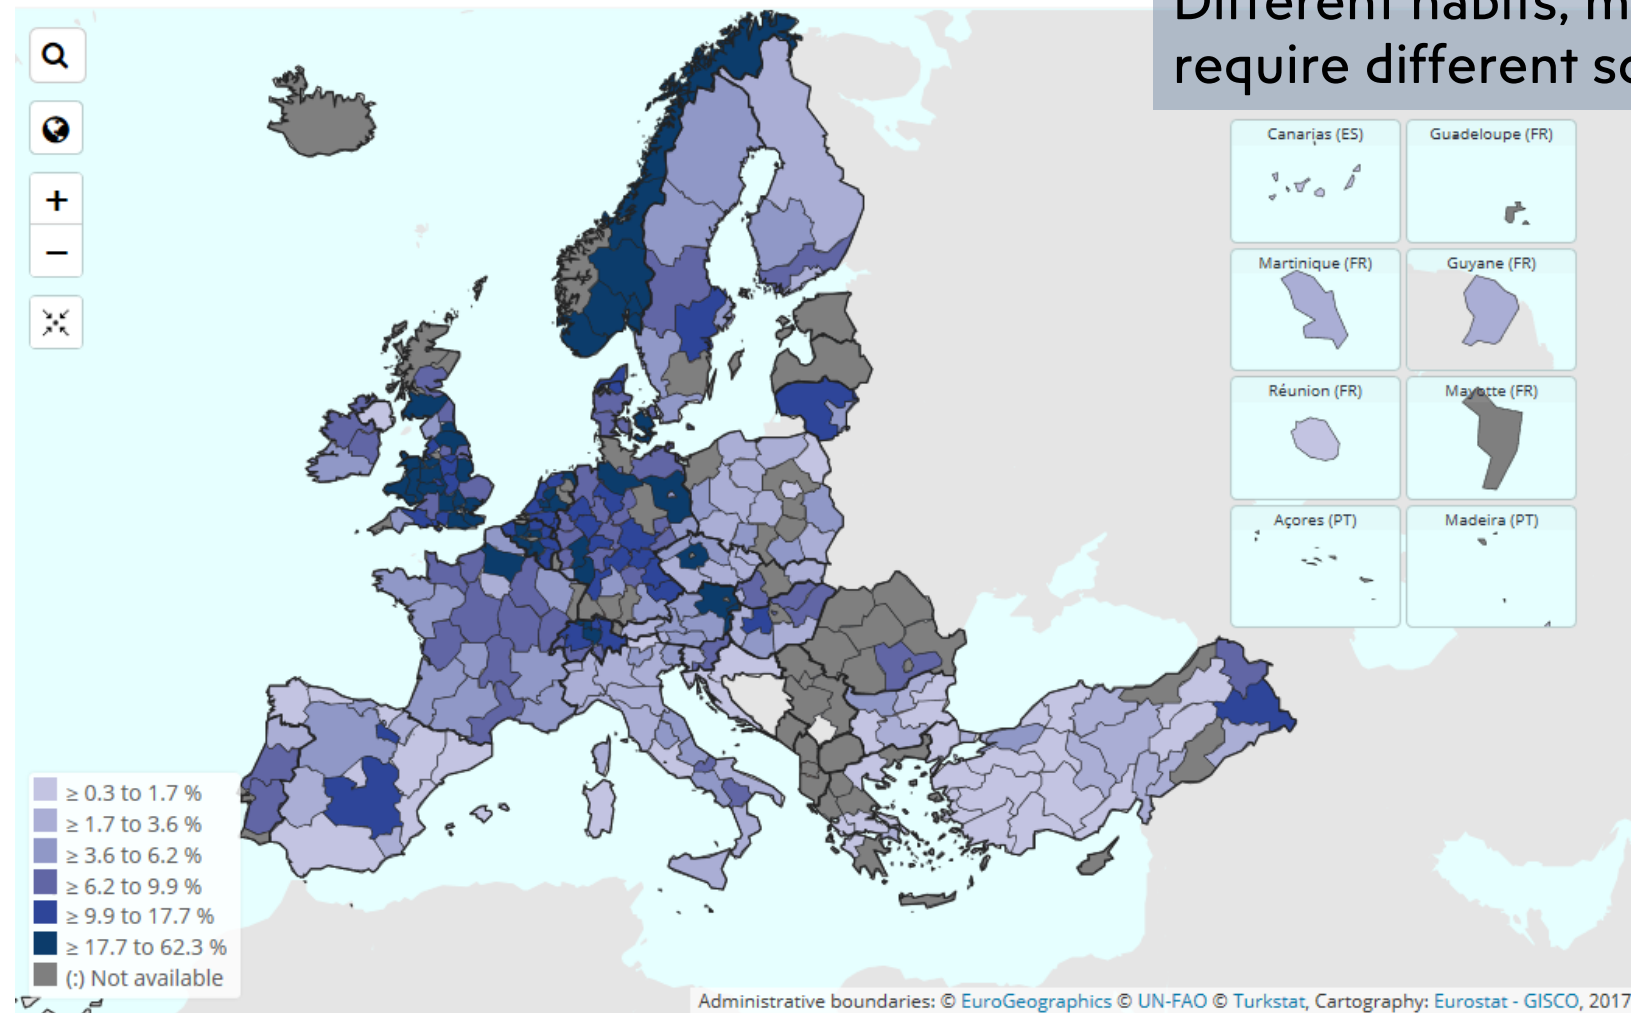 Different habits, m
require different so
Canarias (ES)
Guadeloupe (FR)
Martinique (FR)
Guyane (FR)
Réunion (FR)
Mayotte (FR)
Açores (PT)
Madeira (PT)
+
−
≥ 0.3 to 1.7 %
≥ 1.7 to 3.6 %
≥ 3.6 to 6.2 %
≥ 6.2 to 9.9 %
≥ 9.9 to 17.7 %
≥ 17.7 to 62.3 %
(:) Not available
Administrative boundaries: © EuroGeographics © UN-FAO © Turkstat, Cartography: Eurostat - GISCO, 2017